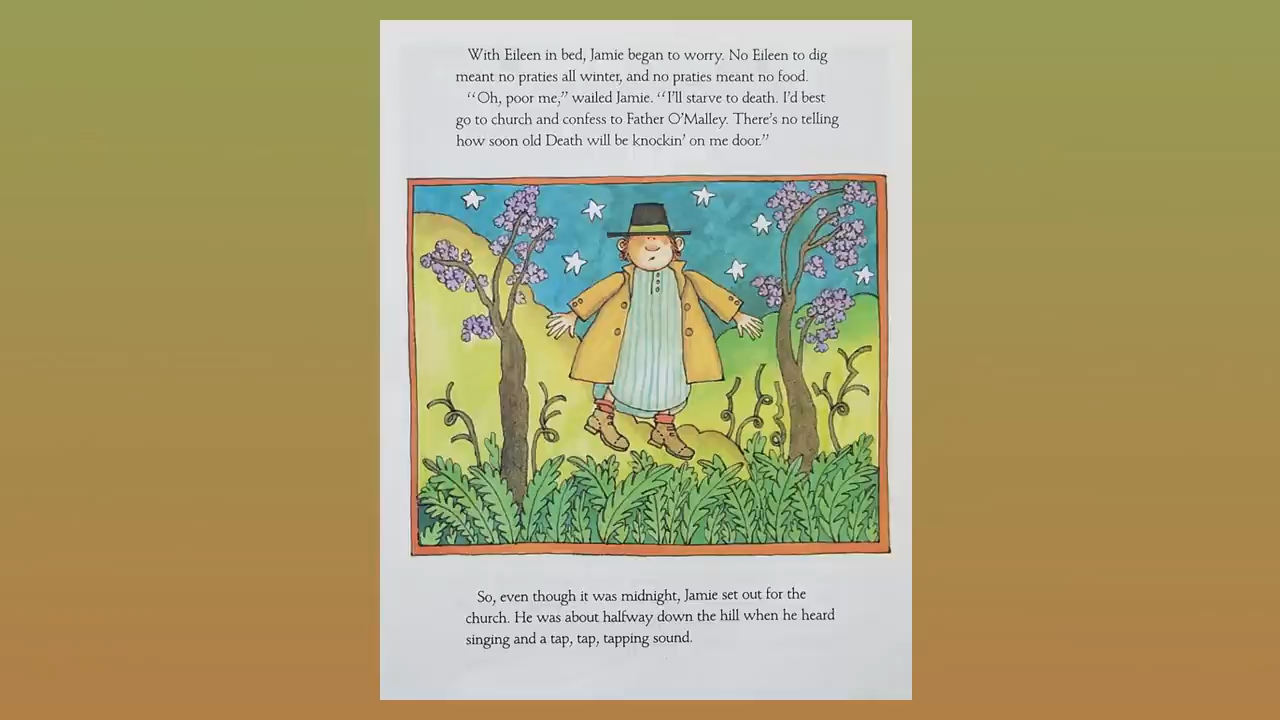 With Eileen in bed, Jamie began to worry. No Eileen to dig
meant no praties all winter, and no praties meant no food.
“Oh, poor me,” wailed Jamie. “I’ll starve to death. I’d best
go to church and confess to Father O’Malley. There’s no telling
how soon old Death will be knockin’ on me door.”
So, even though it was midnight, Jamie set out for the
church. He was about halfway down the hill when he heard
singing and a tap, tap, tapping sound.